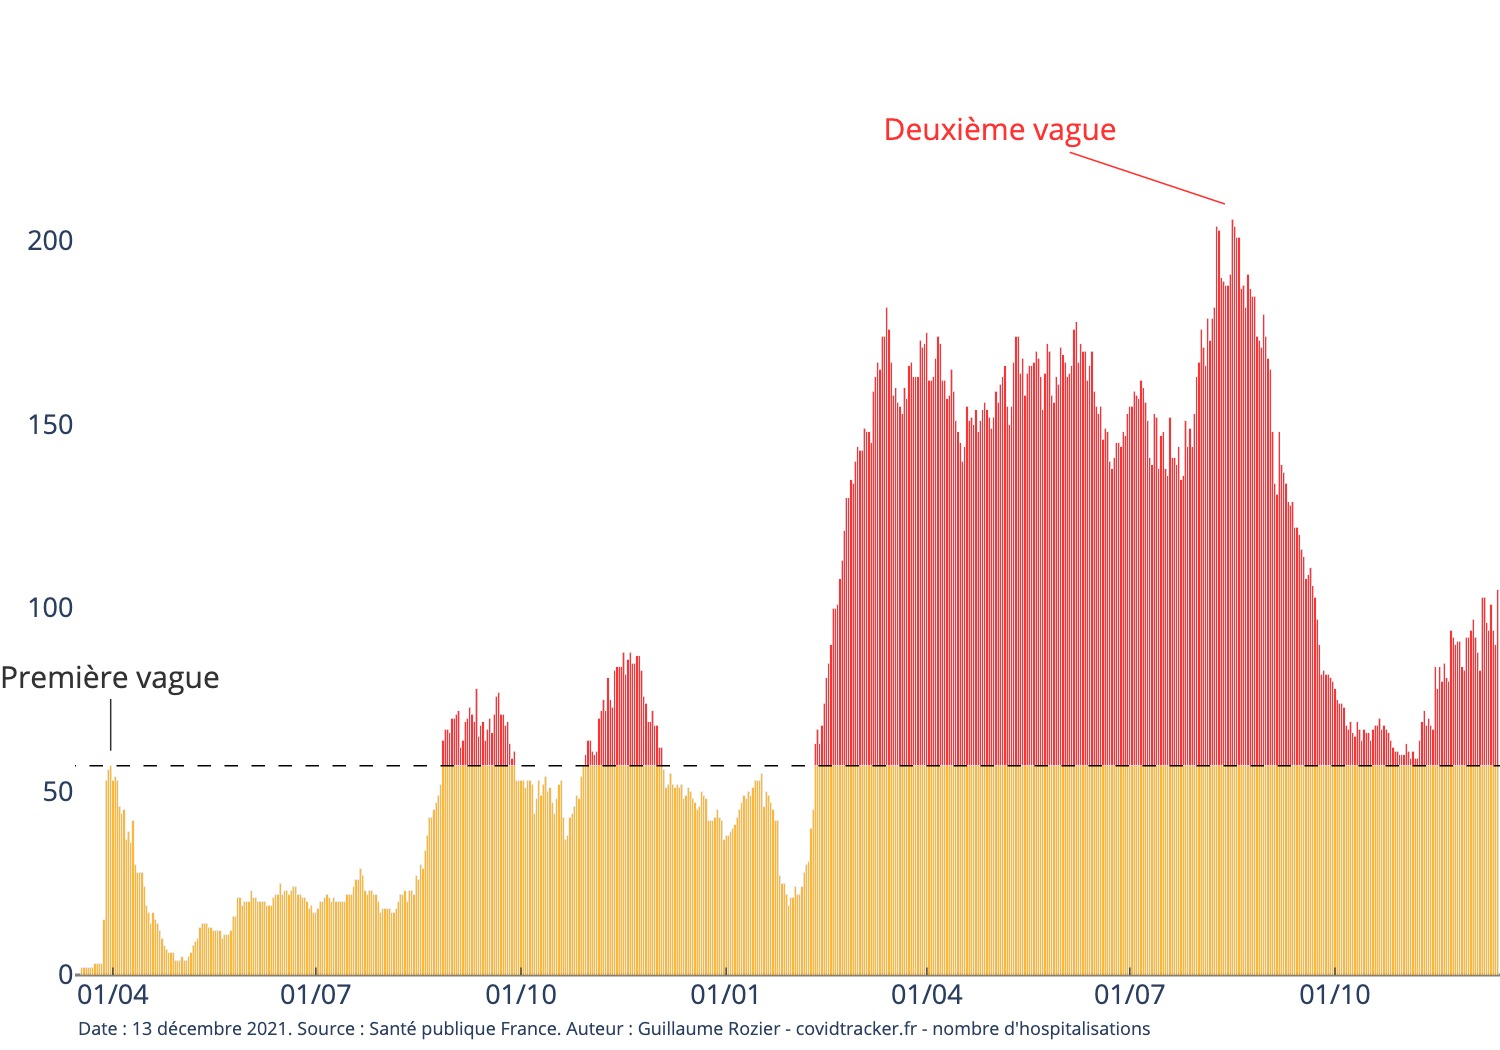 Deuxième vague
200
150
100
Première vague
50
0
01/04 01/07 01/10 01/01 01/04 01/07 01/10
Date : 13 décembre 2021. Source : Santé publique France. Auteur : Guillaume Rozier - covidtracker.fr - nombre d'hospitalisations